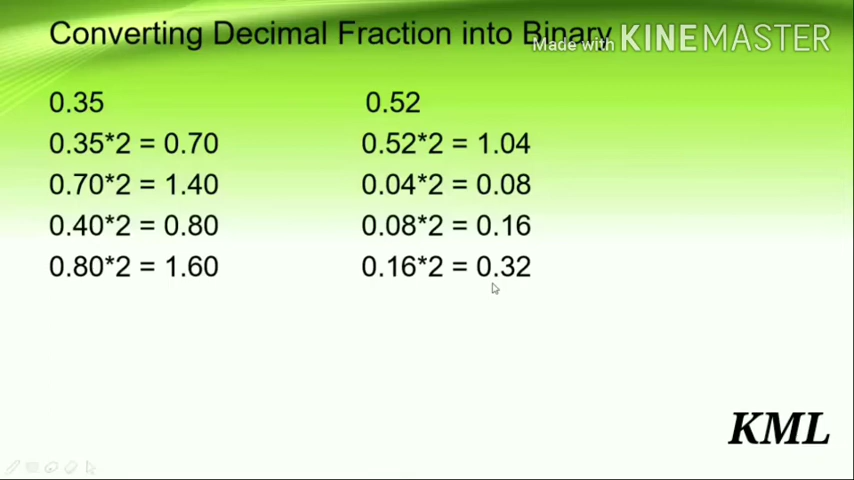 Converting Decimal Fraction into Binary
Made with KINEMASTER
0.35 0.52
0.35*2 = 0.70 0.52*2 = 1.04
0.70*2 = 1.40 0.04*2 = 0.08
0.40*2 = 0.80 0.08*2 = 0.16
0.80*2 = 1.60 0.16*2 = 0.32
KML